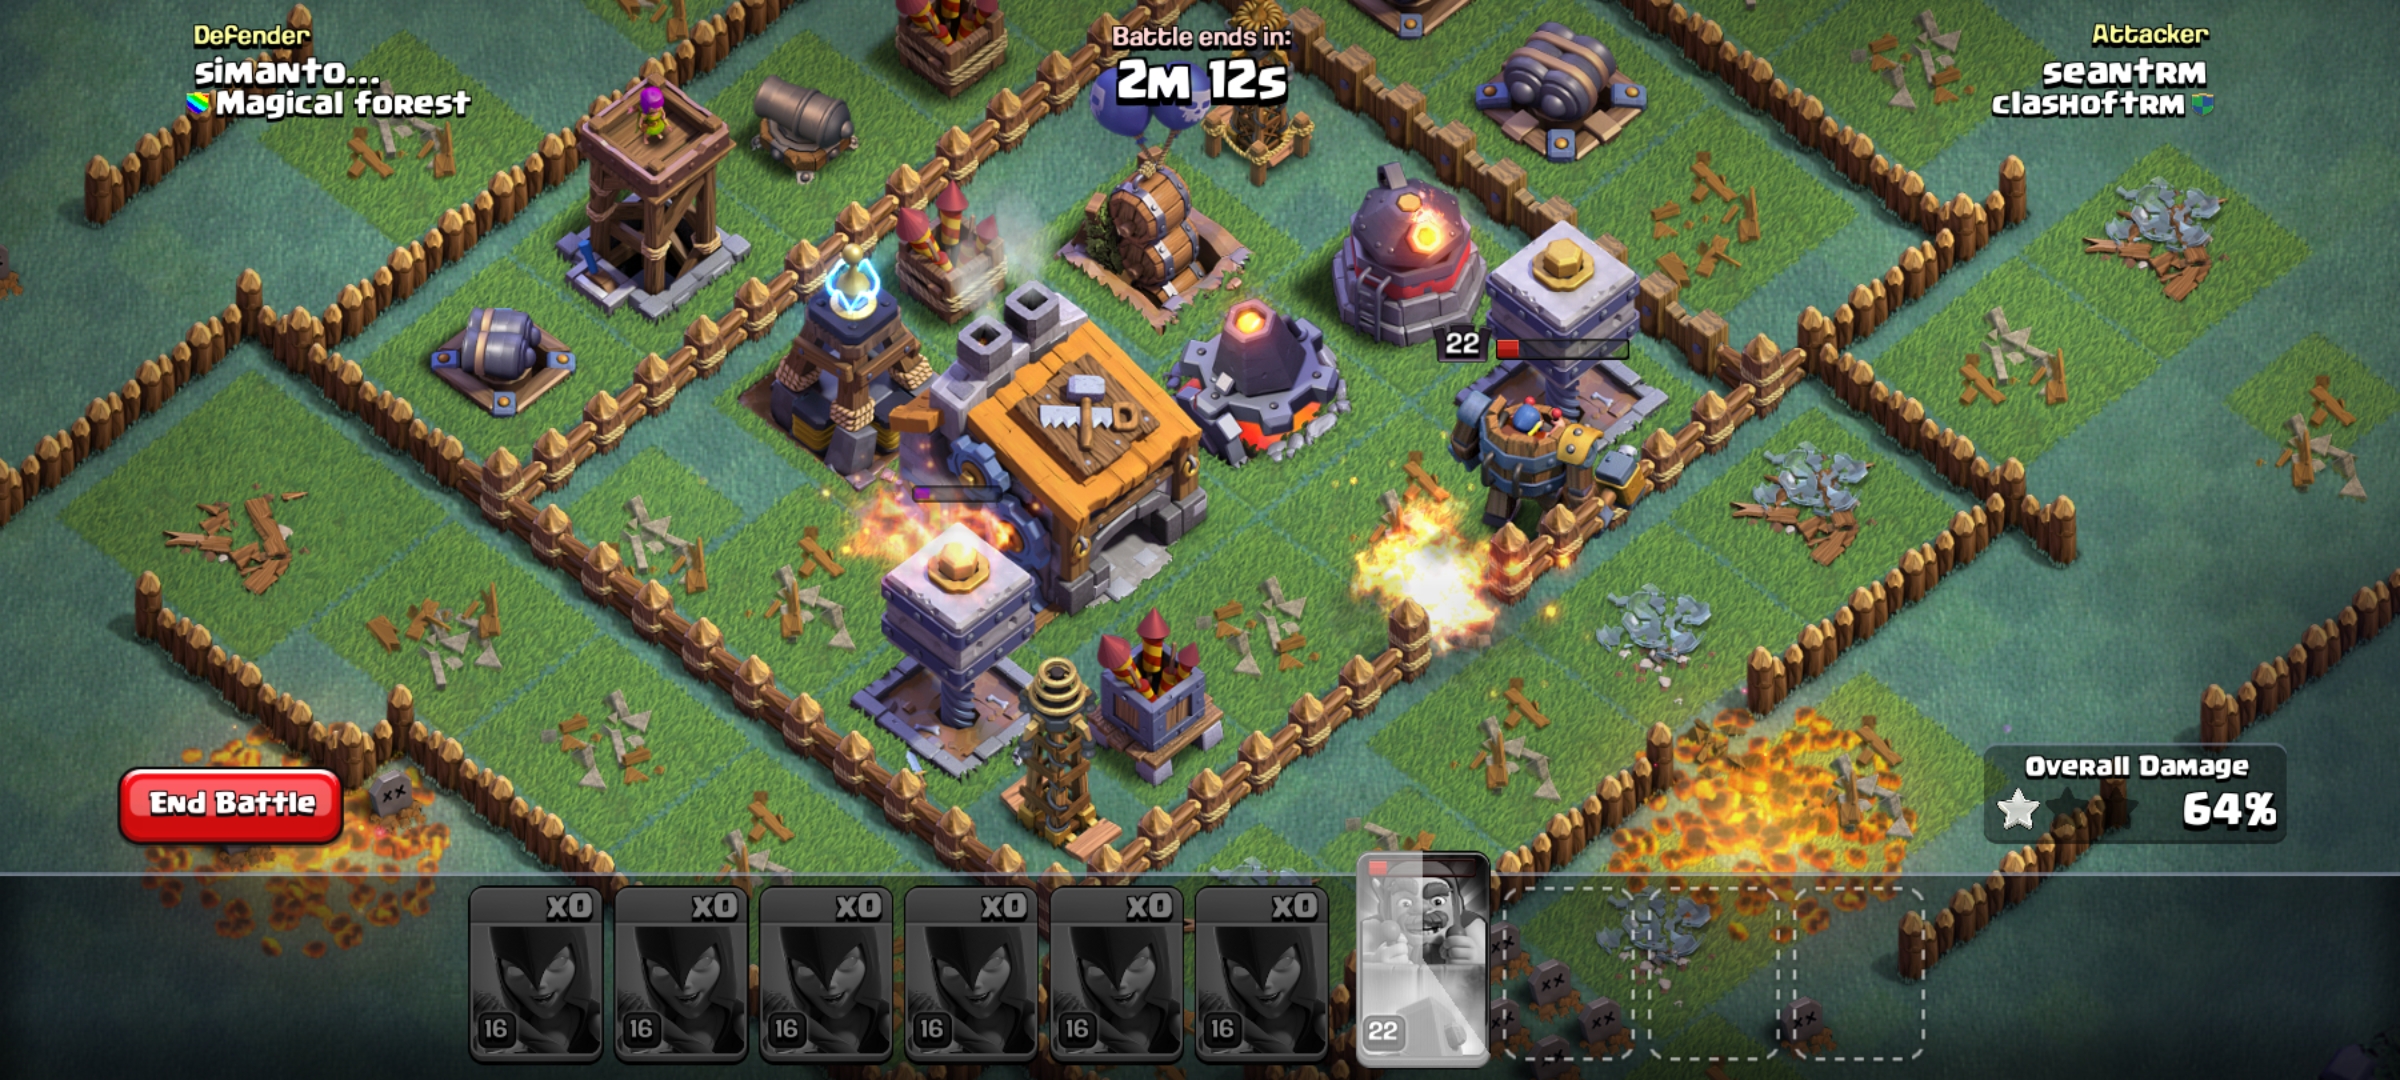 Defender
simanto...
Magical forest
Battle ends in:
2M 12s
Attacker
seantrm
clashoftrm
22
End Battle
Overall Damage
64%
x0
x0
x0
x0
x0
x0
16
16
16
16
16
16
22